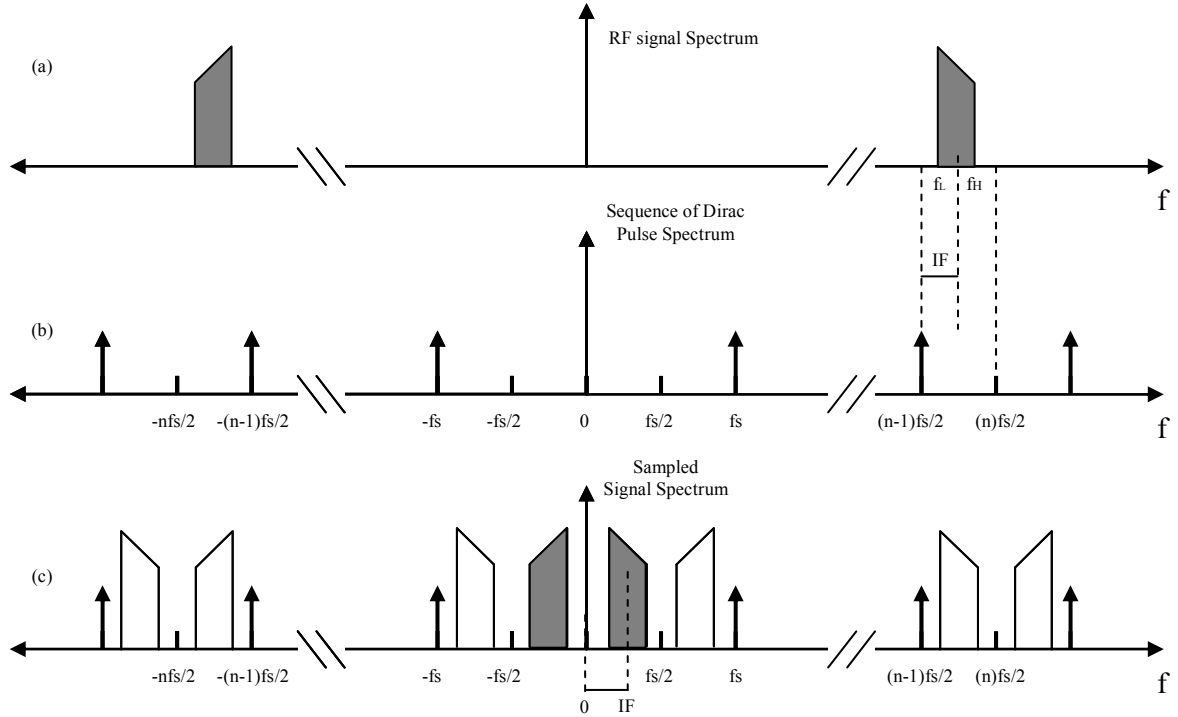 RF signal Spectrum
(a)
fL fH
f
Sequence of Dirac
Pulse Spectrum
IF
(b)
-nfs/2 -(n-1)fs/2 -fs -fs/2 0 fs/2 fs (n-1)fs/2 (n)fs/2
f
Sampled
Signal Spectrum
(c)
-nfs/2 -(n-1)fs/2 -fs -fs/2 fs/2 fs (n-1)fs/2 (n)fs/2
f
0 IF